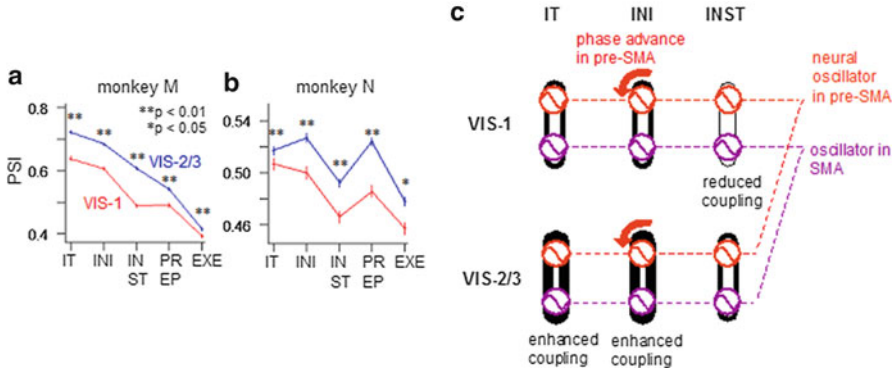 a
monkey M
**p < 0.01
*p < 0.05
PSI
0.8
0.6
0.4
**
**
**
**
**
VIS-2/3
VIS-1
IT
INI
IN
ST
PR
EP
EXE
b
monkey N
0.54
0.50
0.46
**
**
**
**
*
IT
INI
IN
ST
PR
EP
EXE
c
IT
INI
INST
phase advance
in pre-SMA
neural
oscillator
in pre-SMA
VIS-1
oscillator in
SMA
reduced
coupling
VIS-2/3
enhanced
coupling
enhanced
coupling